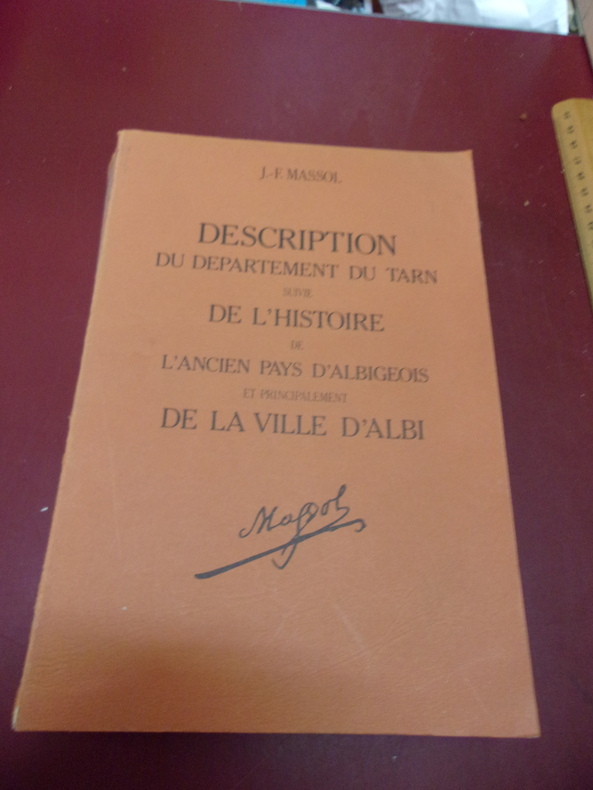 J.-F. MASSOL
DESCRIPTION
DU DEPARTEMENT DU TARN
SUIVIE
DE L'HISTOIRE
DE
L'ANCIEN PAYS D'ALBIGEOIS
ET PRINCIPALEMENT
DE LA VILLE D'ALBI
Massol